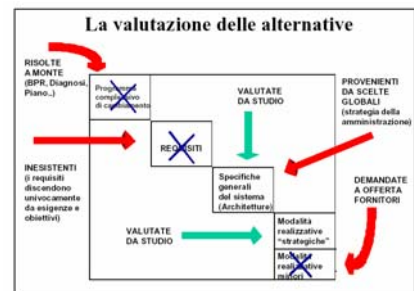 La valutazione delle alternative
RISOLTE
A MONTE
(BPR, Diagnosi,
Piano..)
Programma
complessivo
di cambiamento
VALUTATE
DA STUDIO
PROVENIENTI
DA SCELTE
GLOBALI
(strategia della
amministrazione)
REQUISITI
INESISTENTI
(i requisiti
discendono
univocamente
da esigenze e
obiettivi)
Specifiche
generali
del sistema
(Architetture)
DEMANDATE
A OFFERTA
FORNITORI
VALUTATE
DA STUDIO
Modalità
realizzative
"strategiche"
Modalità
realizzative
minori